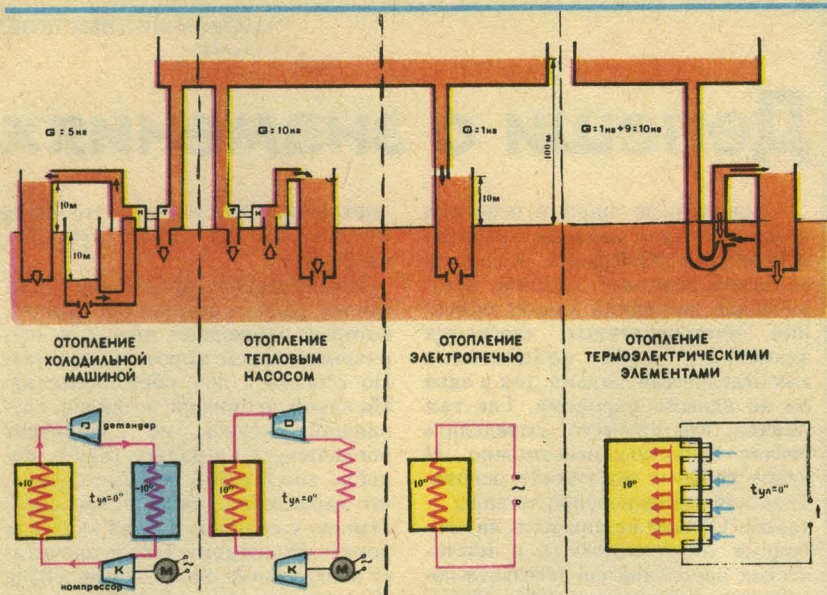 G = 5 кв
G = 10 кв
G = 1 кв
G = 1 кв + 9 = 10 кв
100 м
10 м
10 м
10 м
Т
Н
Т
Н
ОТОПЛЕНИЕ
ХОЛОДИЛЬНОЙ
МАШИНОЙ
ОТОПЛЕНИЕ
ТЕПЛОВЫМ
НАСОСОМ
ОТОПЛЕНИЕ
ЭЛЕКТРОПЕЧЬЮ
ОТОПЛЕНИЕ
ТЕРМОЭЛЕКТРИЧЕСКИМИ
ЭЛЕМЕНТАМИ
Д
детандер
+10
tул=0°
-10°
К
компрессор
М
Д
10°
tул=0°
К
М
10°
10°
tул=0°